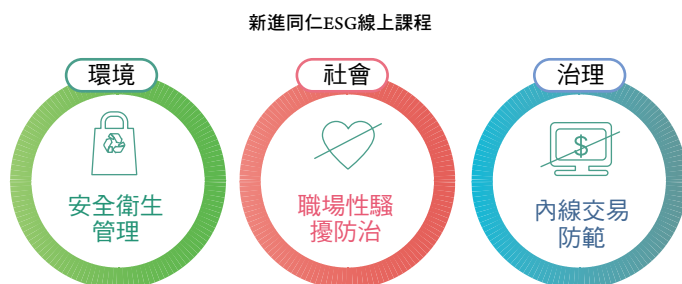 新進同仁ESG線上課程
環境
社會
治理
$
安全衛生
管理
職場性騷
擾防治
內線交易
防範